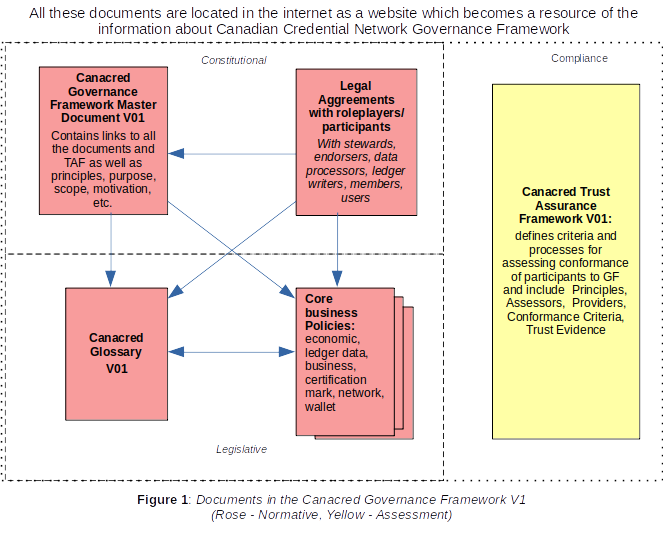 All these documents are located in the internet as a website which becomes a resource of the
information about Canadian Credential Network Governance Framework
Constitutional
Compliance
Canacred
Governance
Framework Master
Document V01
Contains links to all
the documents and
TAF as well as
principles, purpose,
scope, motivation,
etc.
Legal
Aggreements
with roleplayers/
participants
With stewards,
endorsers, data
processors, ledger
writers, members,
users
Canacred Trust
Assurance
Framework V01:
defines criteria and
processes for
assessing conformance
of participants to GF
and include Principles,
Assessors, Providers,
Conformance Criteria,
Trust Evidence
Canacred
Glossary
V01
Core
business
Policies:
economic,
ledger data,
business,
certification
mark, network,
wallet
Legislative
Figure 1: Documents in the Canacred Governance Framework V1
(Rose - Normative, Yellow - Assessment)